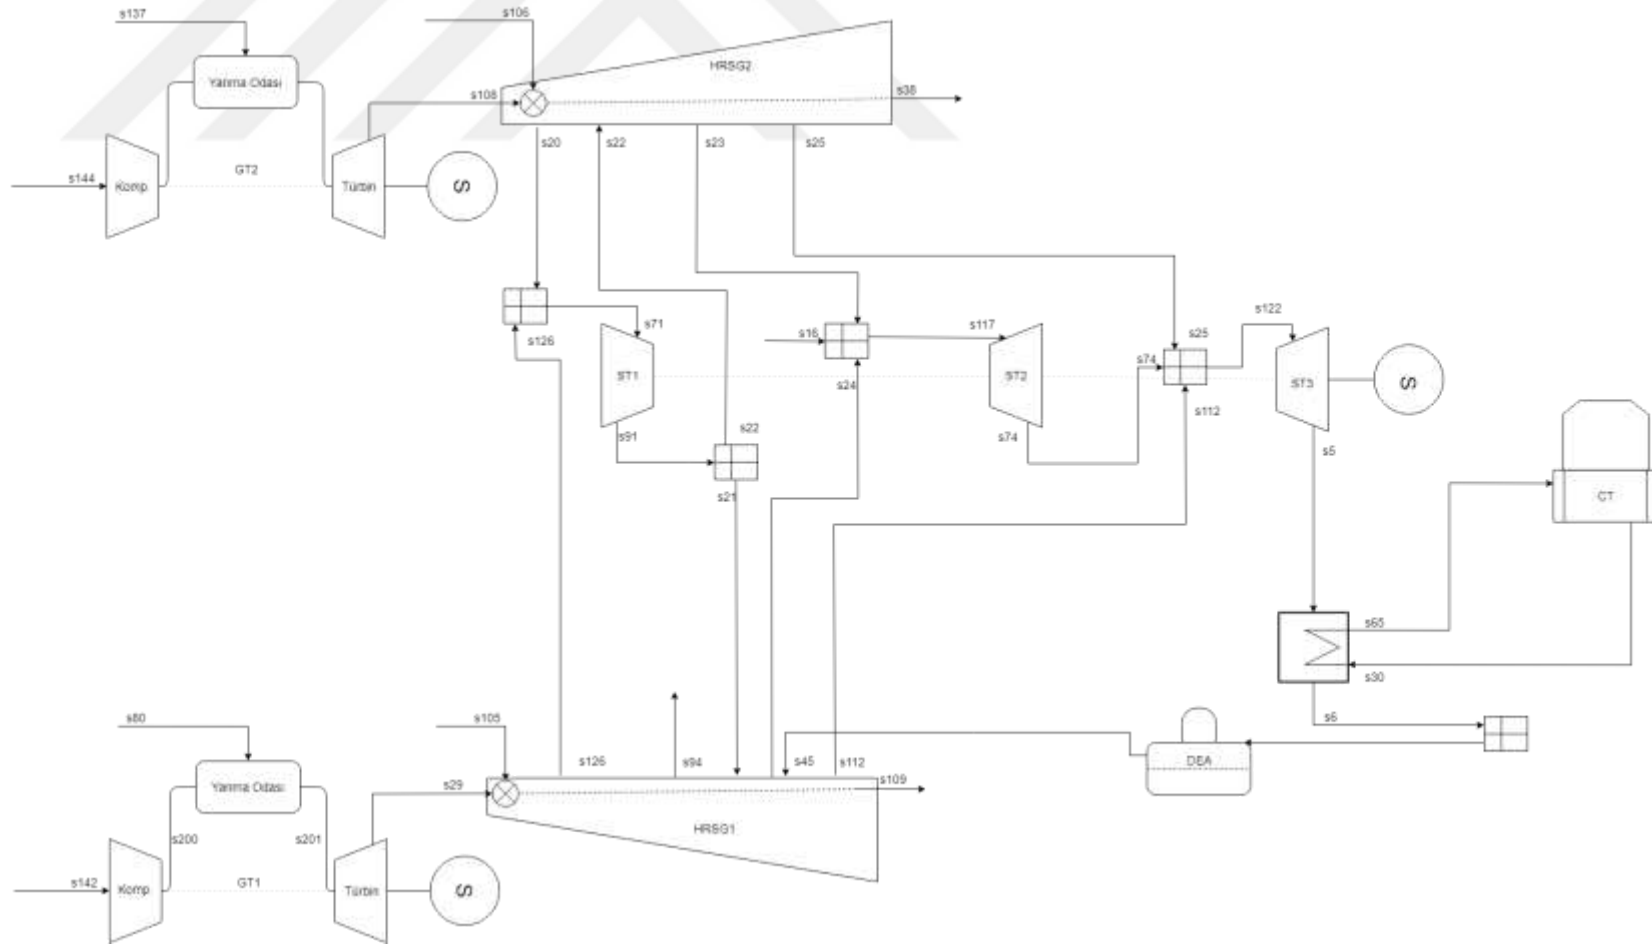 s137
s106
HRSG2
Yanma Odası
s108
s38
s20
s22
s23
s25
GT2
s144
Komp.
Türbin
S
s71
s126
s16
s117
s122
s25
s74
ST1
ST2
ST3
S
s24
s112
s91
s22
s74
s5
s21
CT
s65
s30
s6
s80
s105
s126
s94
s45
s112
DEA
s109
Yanma Odası
s29
HRSG1
s200
s201
s142
Komp.
GT1
Türbin
S